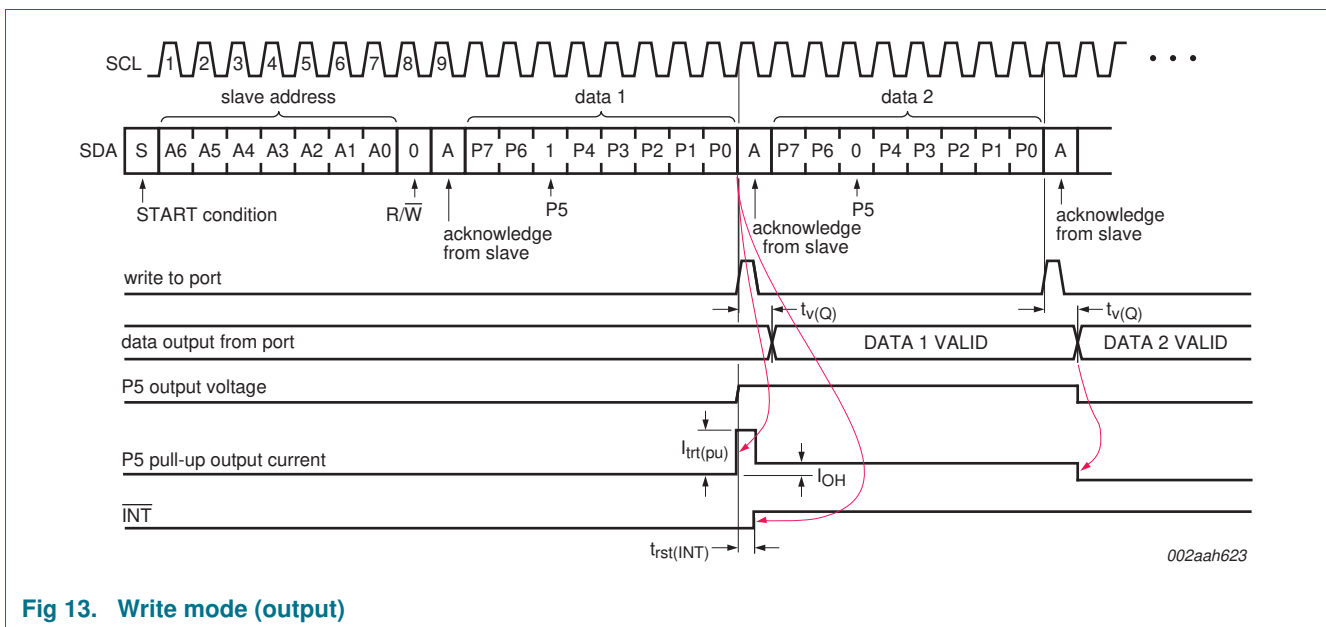 SCL 1 2 3 4 5 6 7 8 9
slave address data 1 data 2
SDA S A6 A5 A4 A3 A2 A1 A0 0 A P7 P6 1 P4 P3 P2 P1 P0 A P7 P6 0 P4 P3 P2 P1 P0 A
START condition R/W̅ P5 P5
acknowledge acknowledge acknowledge
from slave from slave from slave
write to port
tv(Q) tv(Q)
data output from port DATA 1 VALID DATA 2 VALID
P5 output voltage
Itrt(pu)
P5 pull-up output current
IOH
I̅N̅T̅
trst(INT)
002aah623
Fig 13. Write mode (output)